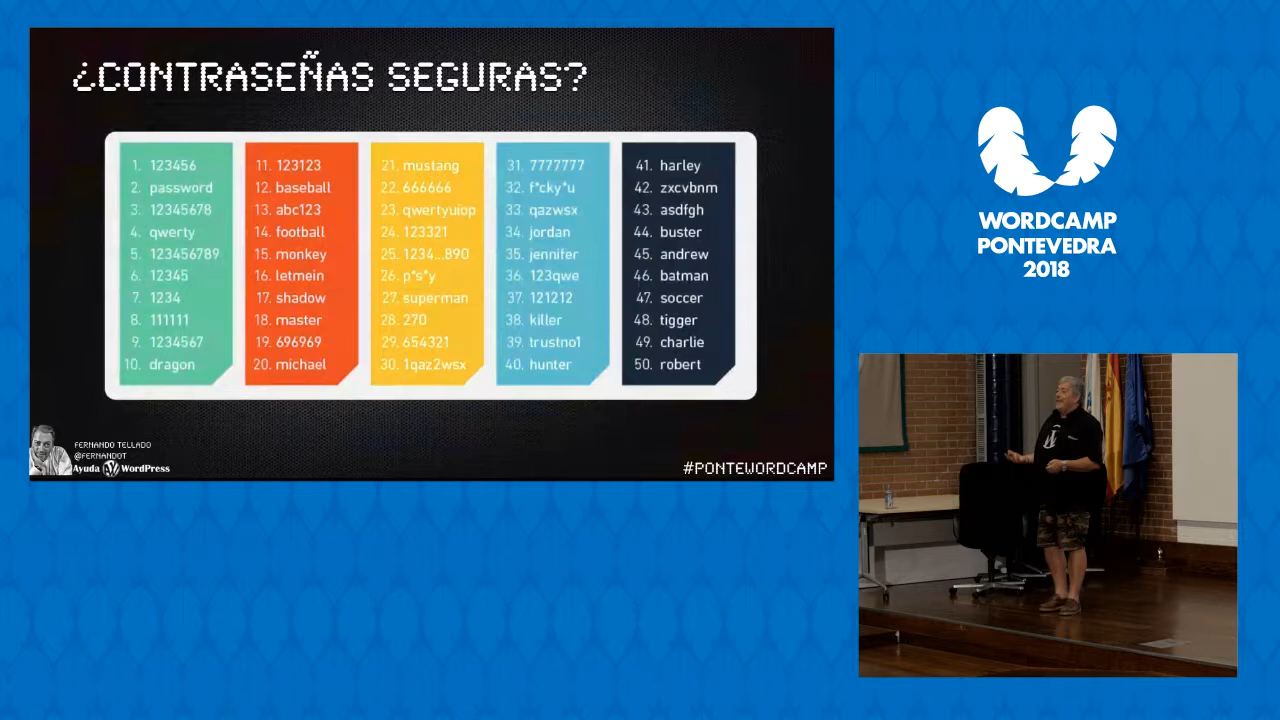 ¿CONTRASEÑAS SEGURAS?
1. 123456
2. password
3. 12345678
4. qwerty
5. 123456789
6. 12345
7. 1234
8. 111111
9. 1234567
10. dragon
11. 123123
12. baseball
13. abc123
14. football
15. monkey
16. letmein
17. shadow
18. master
19. 696969
20. michael
21. mustang
22. 666666
23. qwertyuiop
24. 123321
25. 1234...890
26. p*s*y
27. superman
28. 270
29. 654321
30. 1qaz2wsx
31. 7777777
32. f*cky*u
33. qazwsx
34. jordan
35. jennifer
36. 123qwe
37. 121212
38. killer
39. trustno1
40. hunter
41. harley
42. zxcvbnm
43. asdfgh
44. buster
45. andrew
46. batman
47. soccer
48. tigger
49. charlie
50. robert
FERNANDO TELLADO
@FERNANDOT
Ayuda WordPress
#PONTEWORDCAMP
WORDCAMP
PONTEVEDRA
2018